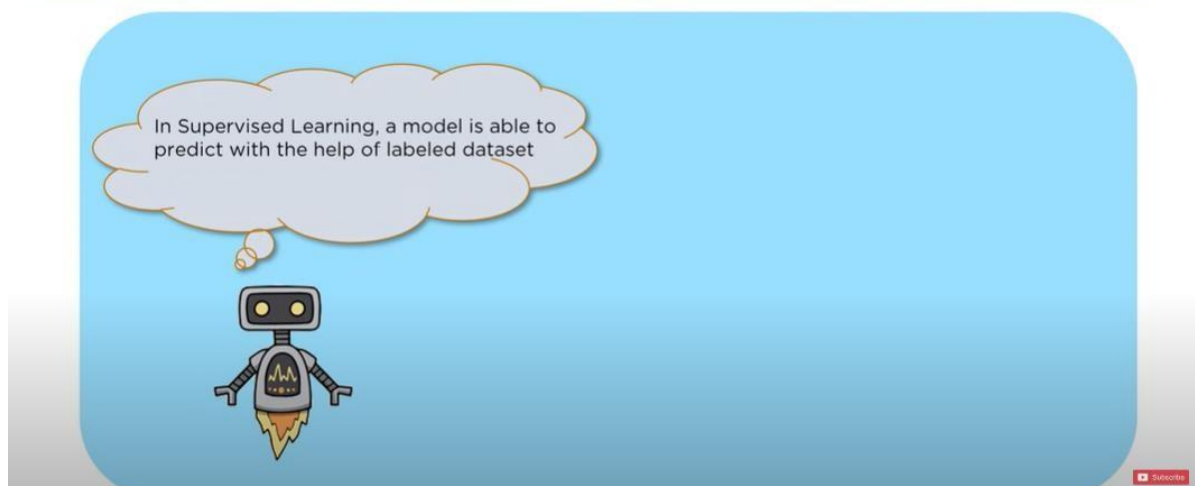 In Supervised Learning, a model is able to
predict with the help of labeled dataset
Subscribe